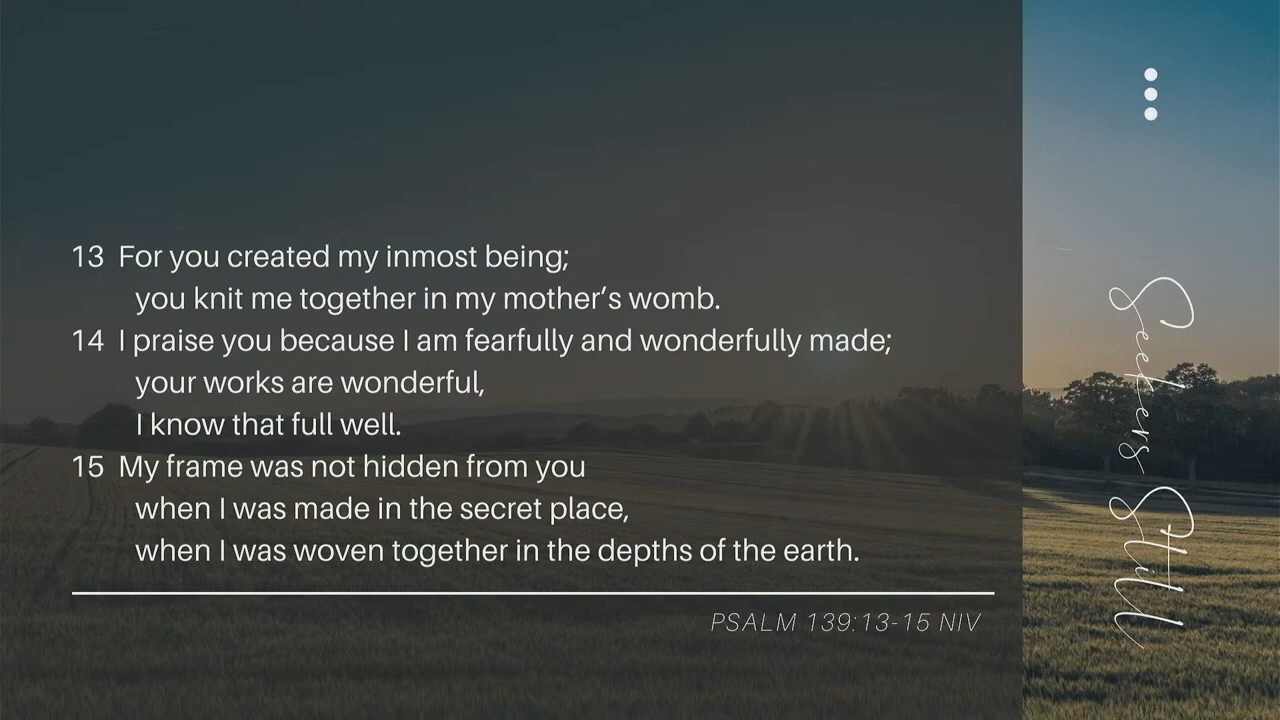 13 For you created my inmost being;
you knit me together in my mother’s womb.
14 I praise you because I am fearfully and wonderfully made;
your works are wonderful,
I know that full well.
15 My frame was not hidden from you
when I was made in the secret place,
when I was woven together in the depths of the earth.
PSALM 139:13-15 NIV
Seekers Still